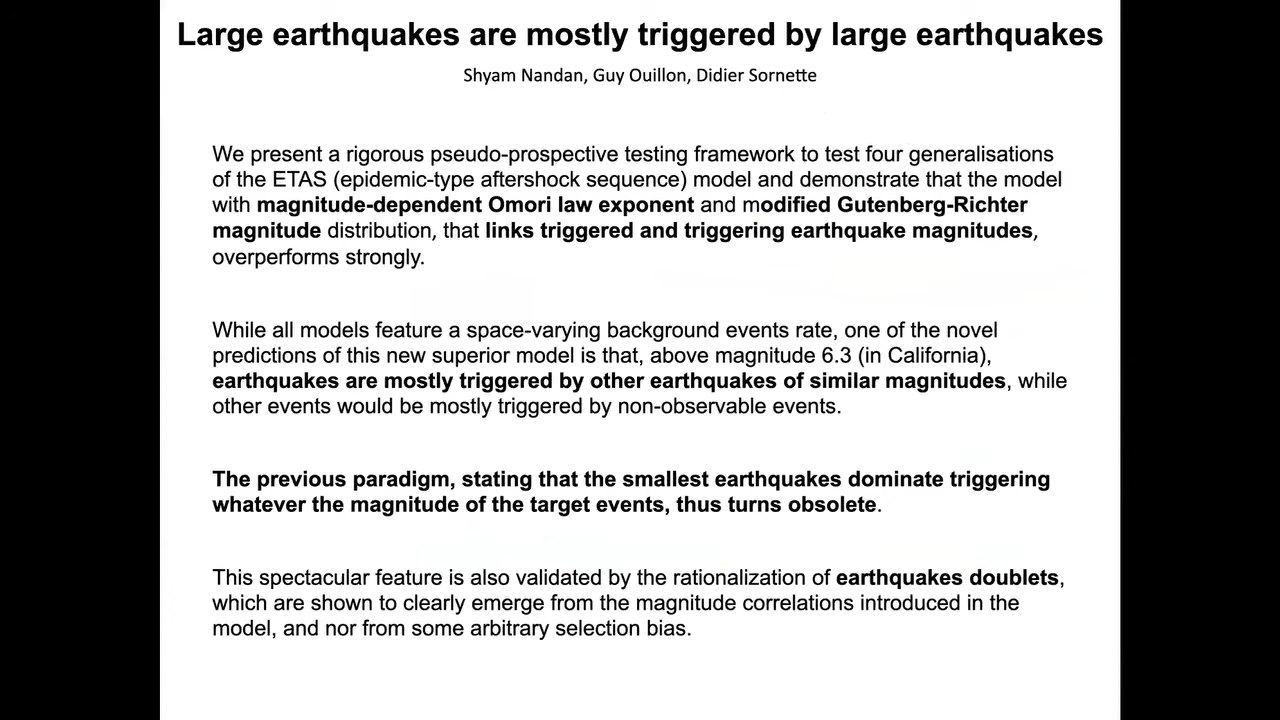 Large earthquakes are mostly triggered by large earthquakes
Shyam Nandan, Guy Ouillon, Didier Sornette
We present a rigorous pseudo-prospective testing framework to test four generalisations
of the ETAS (epidemic-type aftershock sequence) model and demonstrate that the model
with magnitude-dependent Omori law exponent and modified Gutenberg-Richter
magnitude distribution, that links triggered and triggering earthquake magnitudes,
overperforms strongly.
While all models feature a space-varying background events rate, one of the novel
predictions of this new superior model is that, above magnitude 6.3 (in California),
earthquakes are mostly triggered by other earthquakes of similar magnitudes, while
other events would be mostly triggered by non-observable events.
The previous paradigm, stating that the smallest earthquakes dominate triggering
whatever the magnitude of the target events, thus turns obsolete.
This spectacular feature is also validated by the rationalization of earthquakes doublets,
which are shown to clearly emerge from the magnitude correlations introduced in the
model, and nor from some arbitrary selection bias.